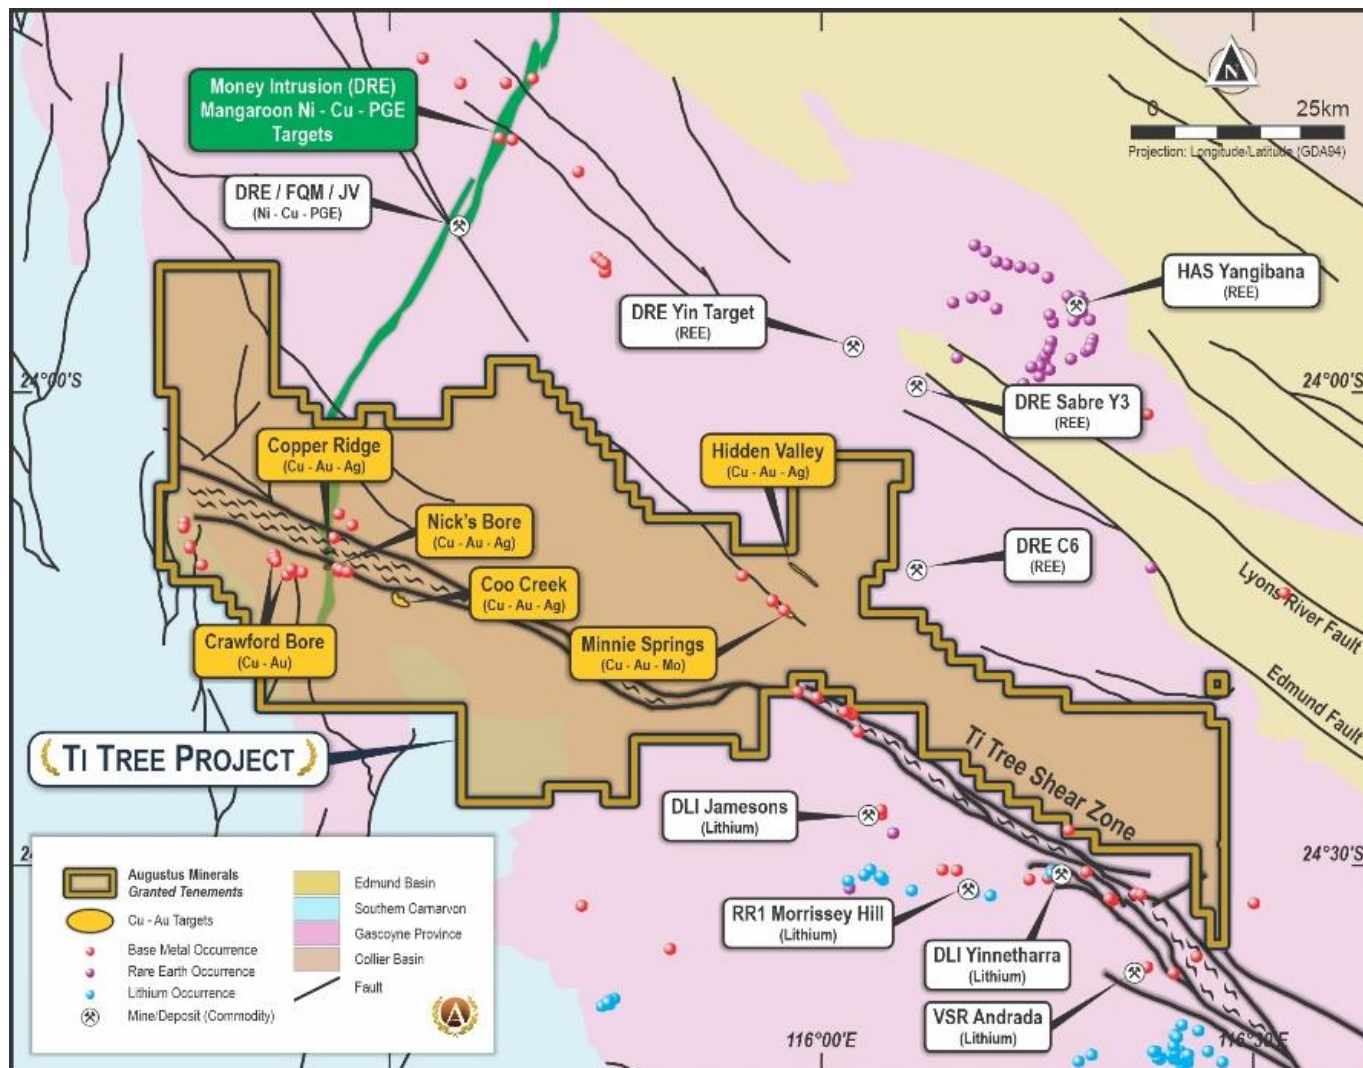 Money Intrusion (DRE)
Mangaroon Ni - Cu - PGE
Targets
N
0 25km
Projection: Longitude/Latitude (GDA94)
DRE / FQM / JV
(Ni - Cu - PGE)
HAS Yangibana
(REE)
DRE Yin Target
(REE)
24°00'S
24°00'S
DRE Sabre Y3
(REE)
Copper Ridge
(Cu - Au - Ag)
Hidden Valley
(Cu - Au - Ag)
Nick's Bore
(Cu - Au - Ag)
DRE C6
(REE)
Coo Creek
(Cu - Au - Ag)
Lyons River Fault
Crawford Bore
(Cu - Au)
Minnie Springs
(Cu - Au - Mo)
Edmund Fault
TI TREE PROJECT
Ti Tree Shear Zone
DLI Jamesons
(Lithium)
24°30'S
RR1 Morrissey Hill
(Lithium)
DLI Yinnetharra
(Lithium)
VSR Andrada
(Lithium)
116°00'E
116°30'E
Augustus Minerals
Granted Tenements
Cu - Au Targets
Base Metal Occurrence
Rare Earth Occurrence
Lithium Occurrence
Mine/Deposit (Commodity)
Edmund Basin
Southern Carnarvon
Gascoyne Province
Collier Basin
Fault
A